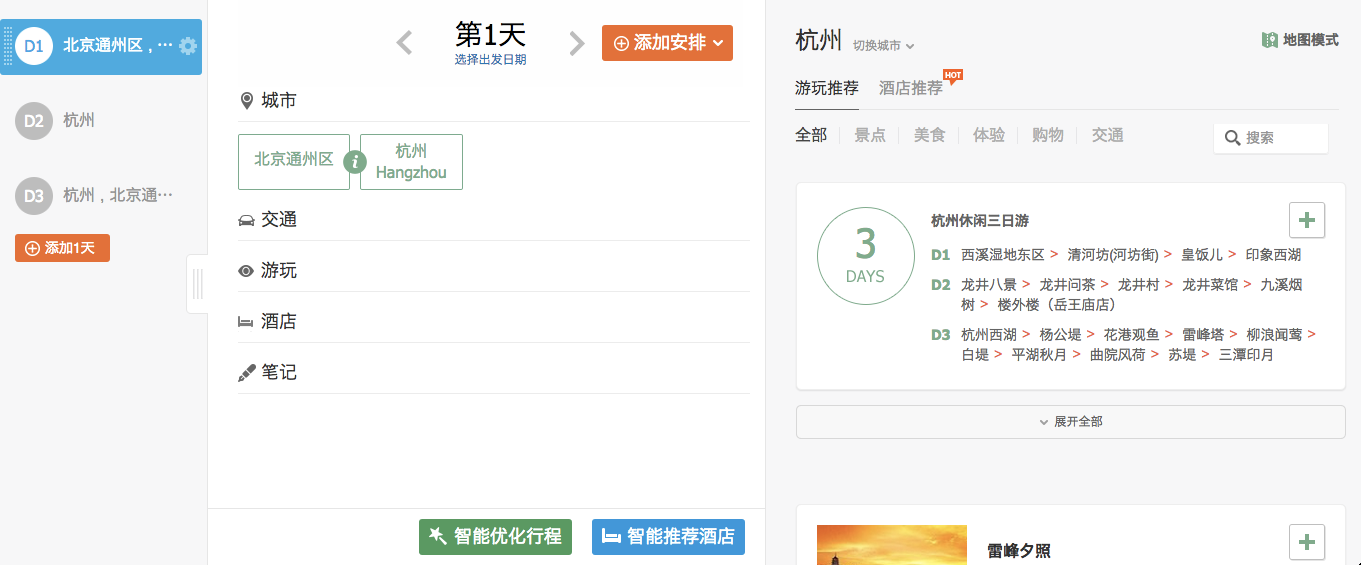 D1 北京通州区，…
D2 杭州
D3 杭州，北京通…
添加1天
第1天
选择出发日期
添加安排
城市
北京通州区
i
杭州
Hangzhou
交通
游玩
酒店
笔记
智能优化行程
智能推荐酒店
杭州 切换城市
地图模式
游玩推荐 酒店推荐 HOT
全部 景点 美食 体验 购物 交通
搜索
3
DAYS
杭州休闲三日游
D1 西溪湿地东区 > 清河坊(河坊街) > 皇饭儿 > 印象西湖
D2 龙井八景 > 龙井问茶 > 龙井村 > 龙井菜馆 > 九溪烟
树 > 楼外楼（岳王庙店）
D3 杭州西湖 > 杨公堤 > 花港观鱼 > 雷峰塔 > 柳浪闻莺 >
白堤 > 平湖秋月 > 曲院风荷 > 苏堤 > 三潭印月
展开全部
雷峰夕照